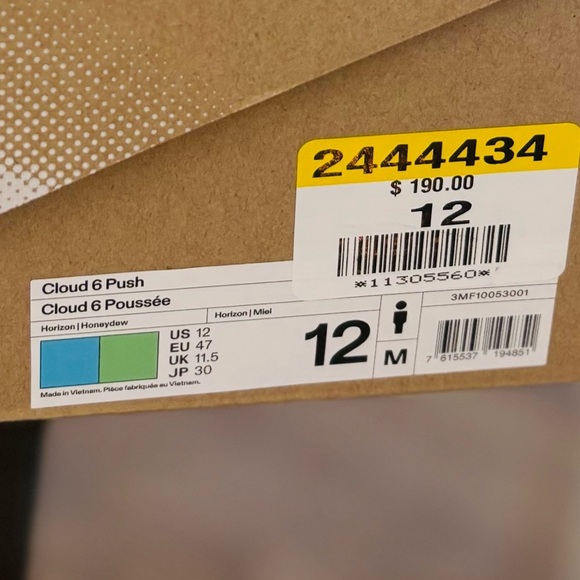 2444434
$ 190.00
12
*11305560*
Cloud 6 Push
Cloud 6 Poussée
Horizon | Honeydew
Horizon | Miel
US 12
EU 47
UK 11.5
JP 30
12
M
3MF10053001
7 615537 194851
Made in Vietnam. Pièce fabriquée au Vietnam.